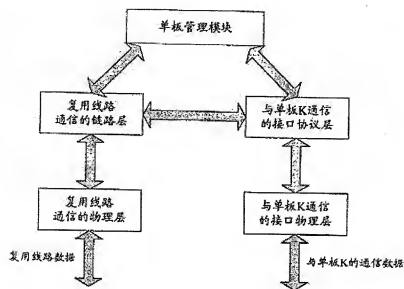 单板管理模块
复用线路
通信的链路层
与单板K通信
的接口协议层
复用线路
通信的物理层
与单板K通信
的接口物理层
复用线路数据
与单板K的通信数据